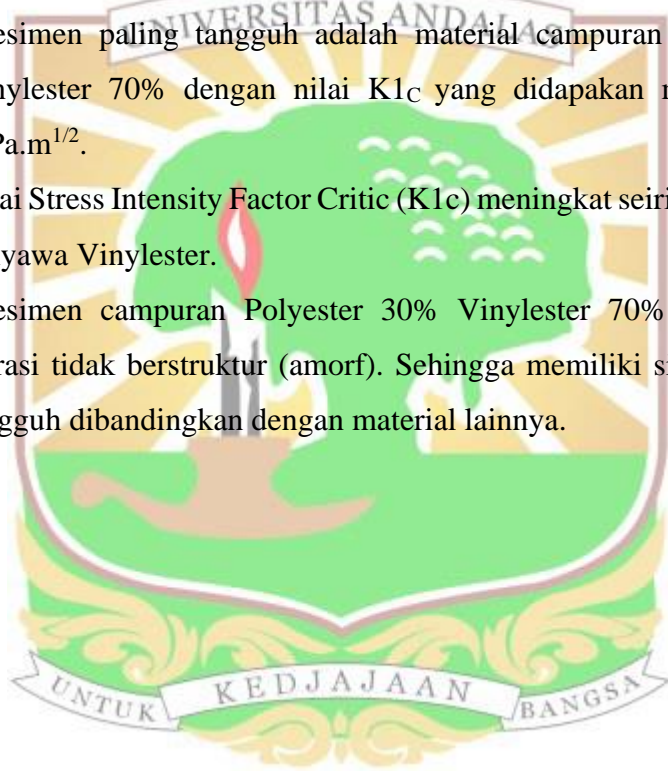 UNIVERSITAS ANDALAS
esimen paling tangguh adalah material campuran
nylester 70% dengan nilai K1c yang didapakan
Pa.m1/2.
ai Stress Intensity Factor Critic (K1c) meningkat seiri
yawa Vinylester.
esimen campuran Polyester 30% Vinylester 70%
rasi tidak berstruktur (amorf). Sehingga memiliki si
gguh dibandingkan dengan material lainnya.
UNTUK KEDJAJAAN BANGSA